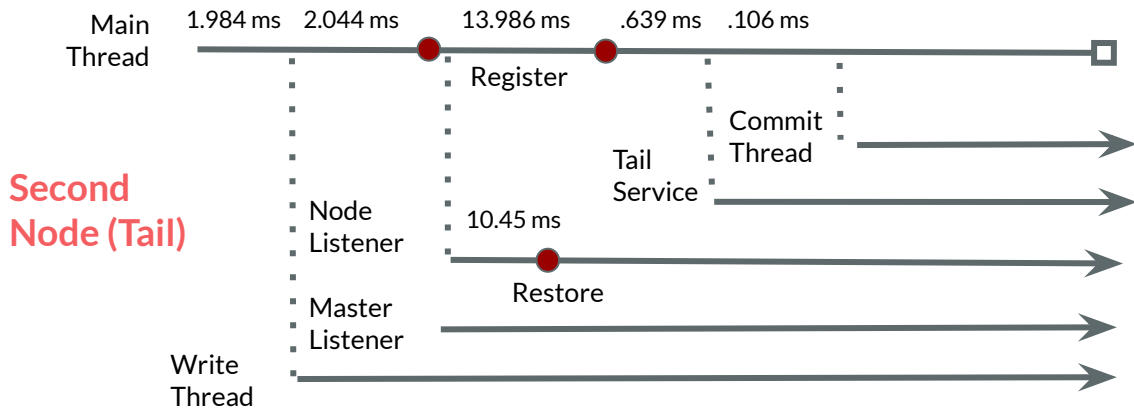 Main
Thread
1.984 ms
2.044 ms
13.986 ms
.639 ms
.106 ms
Register
Commit
Thread
Tail
Service
Second
Node (Tail)
Node
Listener
10.45 ms
Restore
Master
Listener
Write
Thread